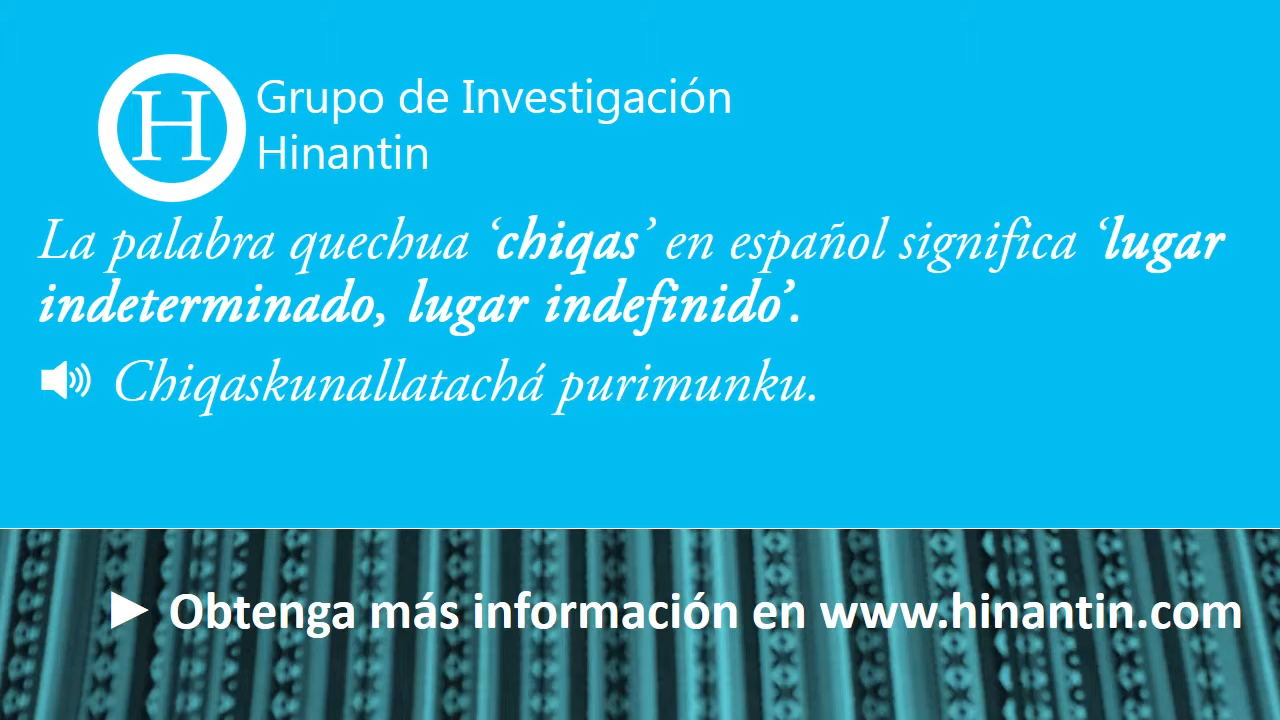 H
Grupo de Investigación
Hinantin
La palabra quechua ‘chiqas’ en español significa ‘lugar
indeterminado, lugar indefinido’.
Chiqaskunallatachá purimunku.
Obtenga más información en www.hinantin.com